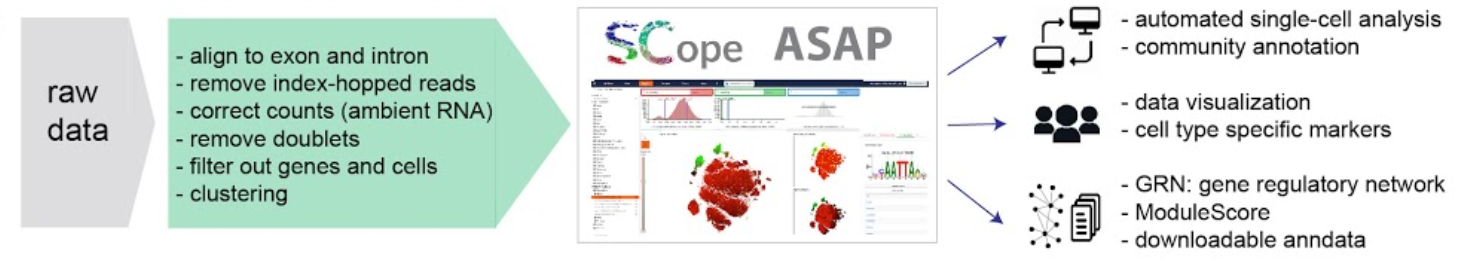 raw
data
- align to exon and intron
- remove index-hopped reads
- correct counts (ambient RNA)
- remove doublets
- filter out genes and cells
- clustering
SCope ASAP
AATTA
- automated single-cell analysis
- community annotation
- data visualization
- cell type specific markers
- GRN: gene regulatory network
- ModuleScore
- downloadable anndata